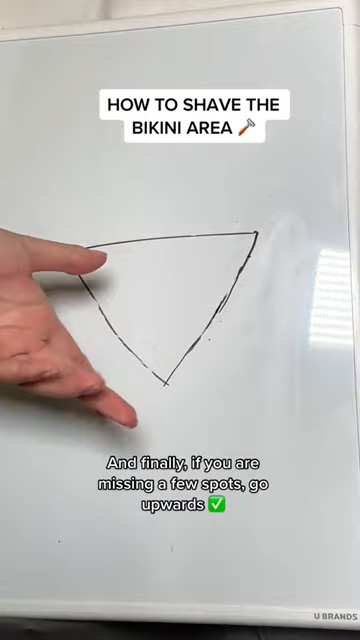 HOW TO SHAVE THE
BIKINI AREA 🪒
And finally, if you are
missing a few spots, go
upwards ✅
U BRANDS